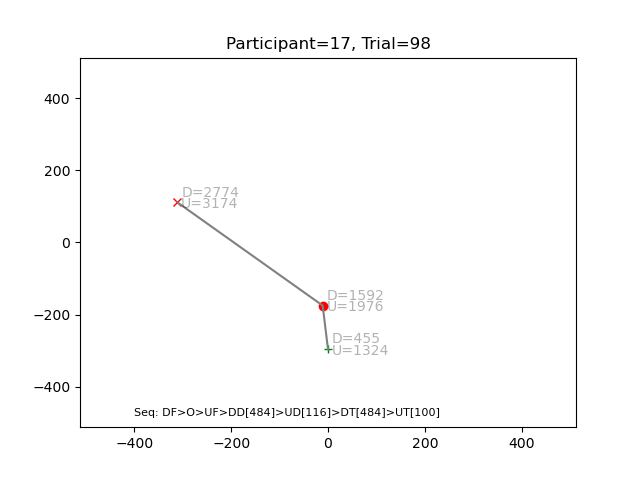 Participant=17, Trial=98
400
200
0
−200
−400
D=2774
U=3174
D=1592
U=1976
D=455
U=1324
Seq: DF>O>UF>DD[484]>UD[116]>DT[484]>UT[100]
−400 −200 0 200 400